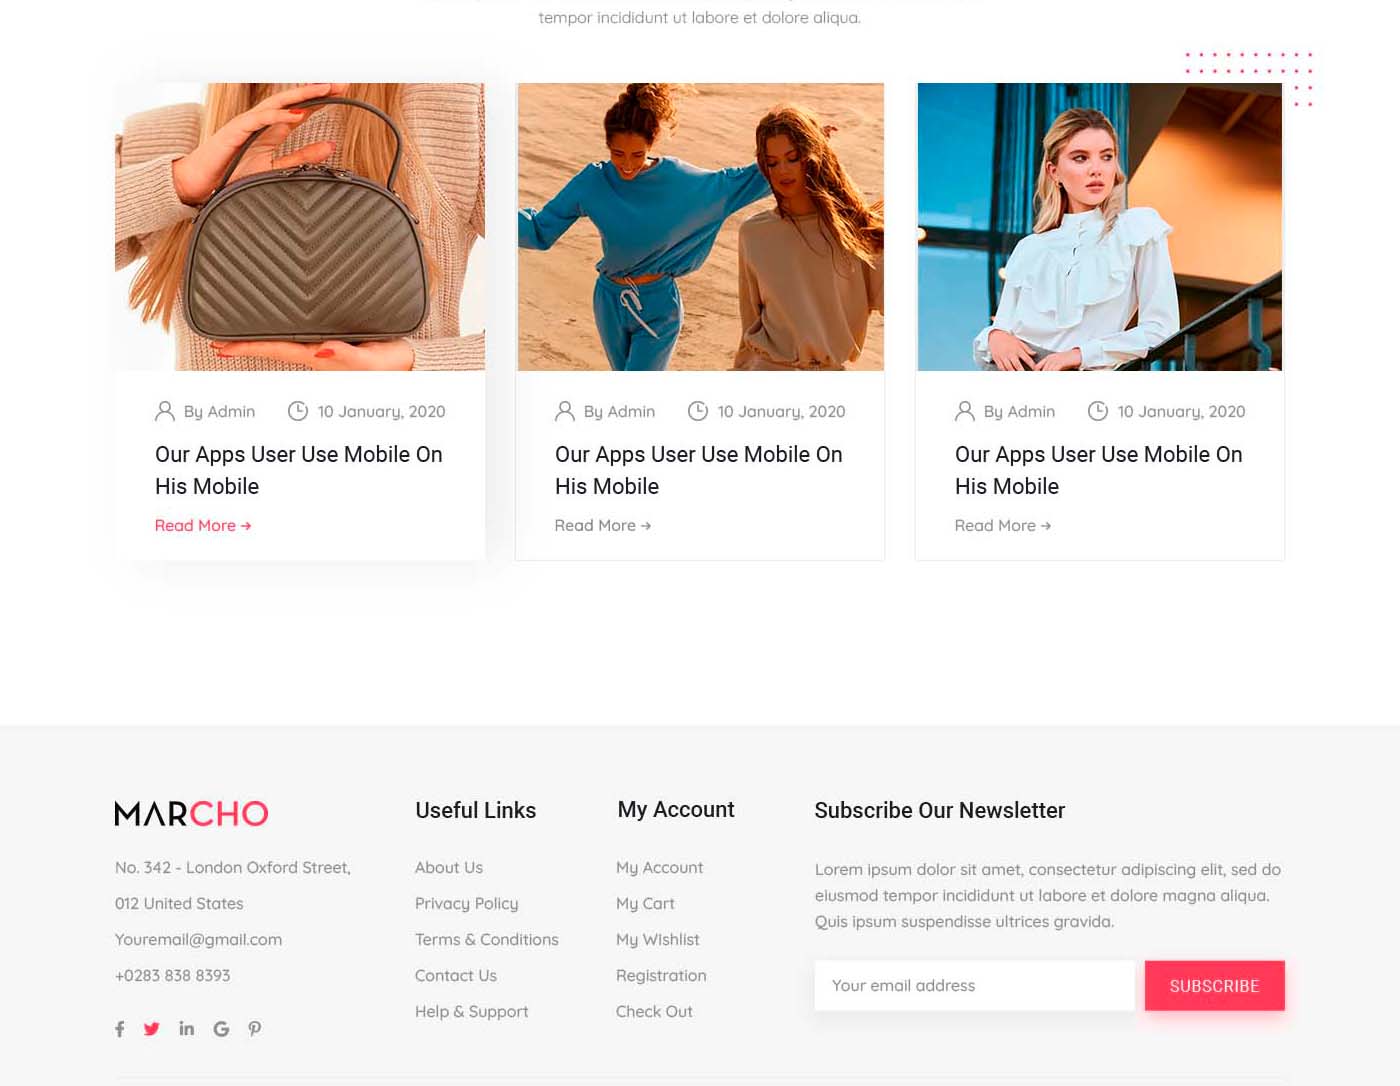 tempor incididunt ut labore et dolore aliqua.
By Admin 10 January, 2020
Our Apps User Use Mobile On
His Mobile
Read More →
By Admin 10 January, 2020
Our Apps User Use Mobile On
His Mobile
Read More →
By Admin 10 January, 2020
Our Apps User Use Mobile On
His Mobile
Read More →
MARCHO
No. 342 - London Oxford Street,
012 United States
Youremail@gmail.com
+0283 838 8393
Useful Links
About Us
Privacy Policy
Terms & Conditions
Contact Us
Help & Support
My Account
My Account
My Cart
My Wishlist
Registration
Check Out
Subscribe Our Newsletter
Lorem ipsum dolor sit amet, consectetur adipiscing elit, sed do
eiusmod tempor incididunt ut labore et dolore magna aliqua.
Quis ipsum suspendisse ultrices gravida.
Your email address
SUBSCRIBE